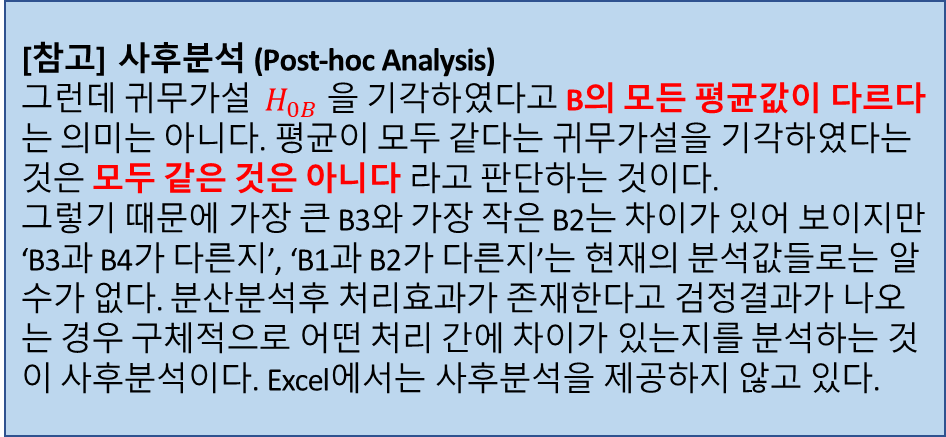 [참고] 사후분석 (Post-hoc Analysis)
그런데 귀무가설 H0B 을 기각하였다고 B의 모든 평균값이 다르다
는 의미는 아니다. 평균이 모두 같다는 귀무가설을 기각하였다는
것은 모두 같은 것은 아니다 라고 판단하는 것이다.
그렇기 때문에 가장 큰 B3와 가장 작은 B2는 차이가 있어 보이지만
‘B3과 B4가 다른지’, ‘B1과 B2가 다른지’는 현재의 분석값들로는 알
수가 없다. 분산분석후 처리효과가 존재한다고 검정결과가 나오
는 경우 구체적으로 어떤 처리 간에 차이가 있는지를 분석하는 것
이 사후분석이다. Excel에서는 사후분석을 제공하지 않고 있다.